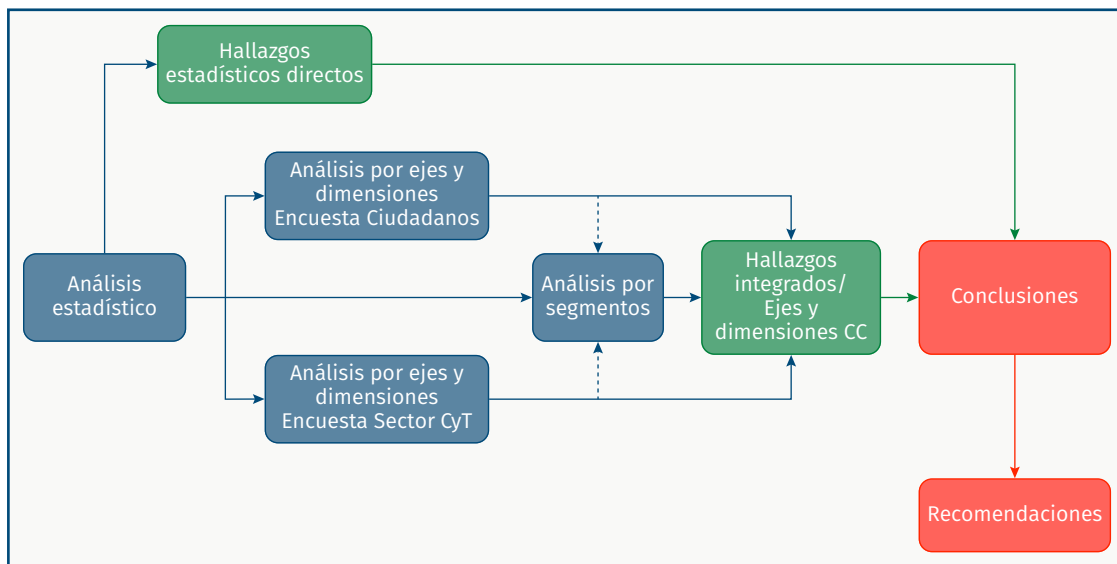 Hallazgos
estadísticos directos
Análisis por ejes y
dimensiones
Encuesta Ciudadanos
Análisis
estadístico
Análisis por
segmentos
Hallazgos
integrados/
Ejes y
dimensiones CC
Conclusiones
Análisis por ejes y
dimensiones
Encuesta Sector CyT
Recomendaciones